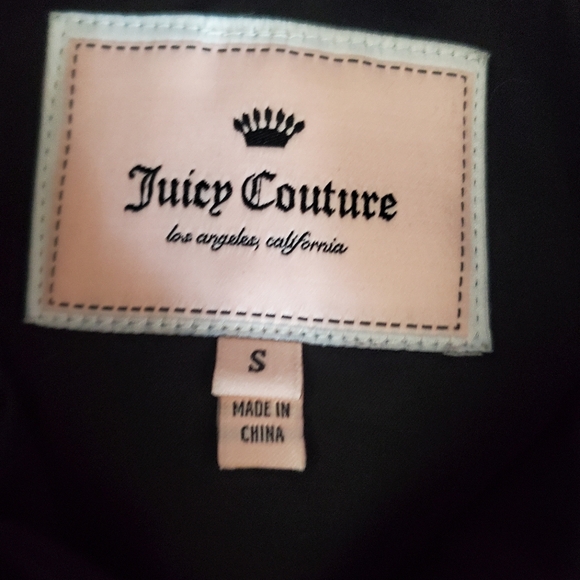 Juicy Couture
los angeles, california
S
MADE IN
CHINA